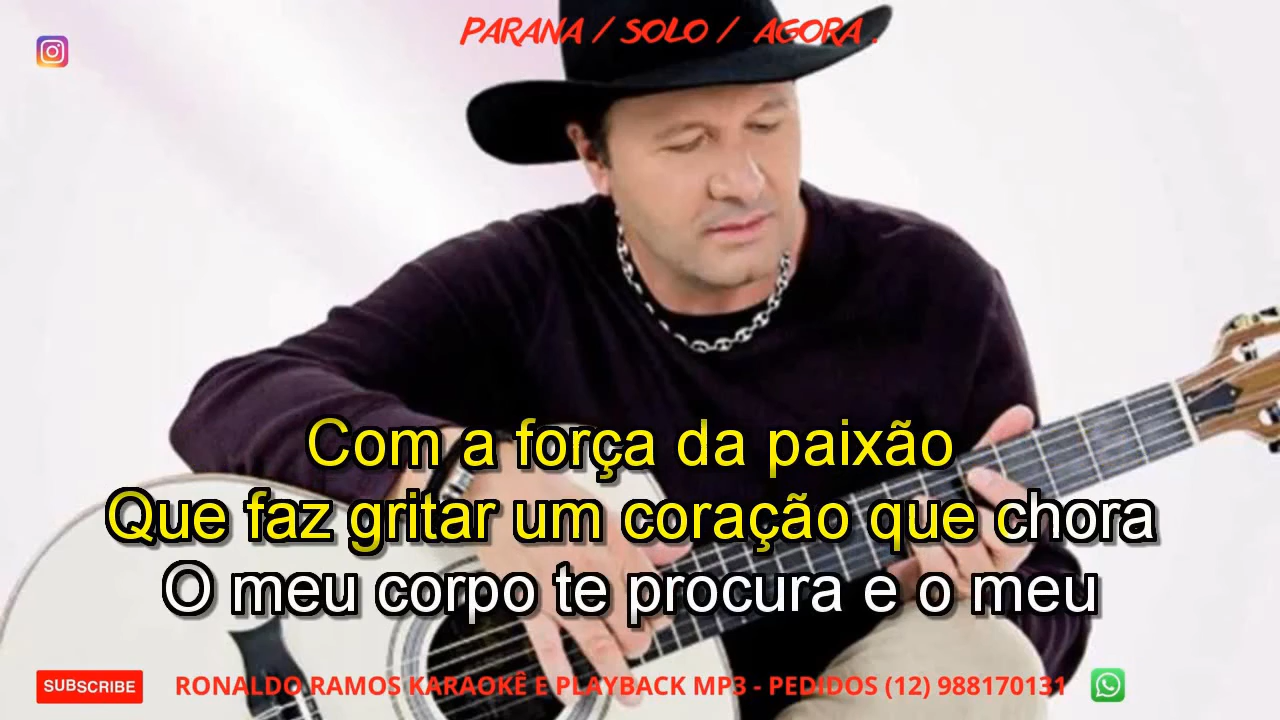 PARANA / SOLO / AGORA .
Com a força da paixão
Que faz gritar um coração que chora
O meu corpo te procura e o meu
SUBSCRIBE
RONALDO RAMOS KARAOKÊ E PLAYBACK MP3 - PEDIDOS (12) 988170131